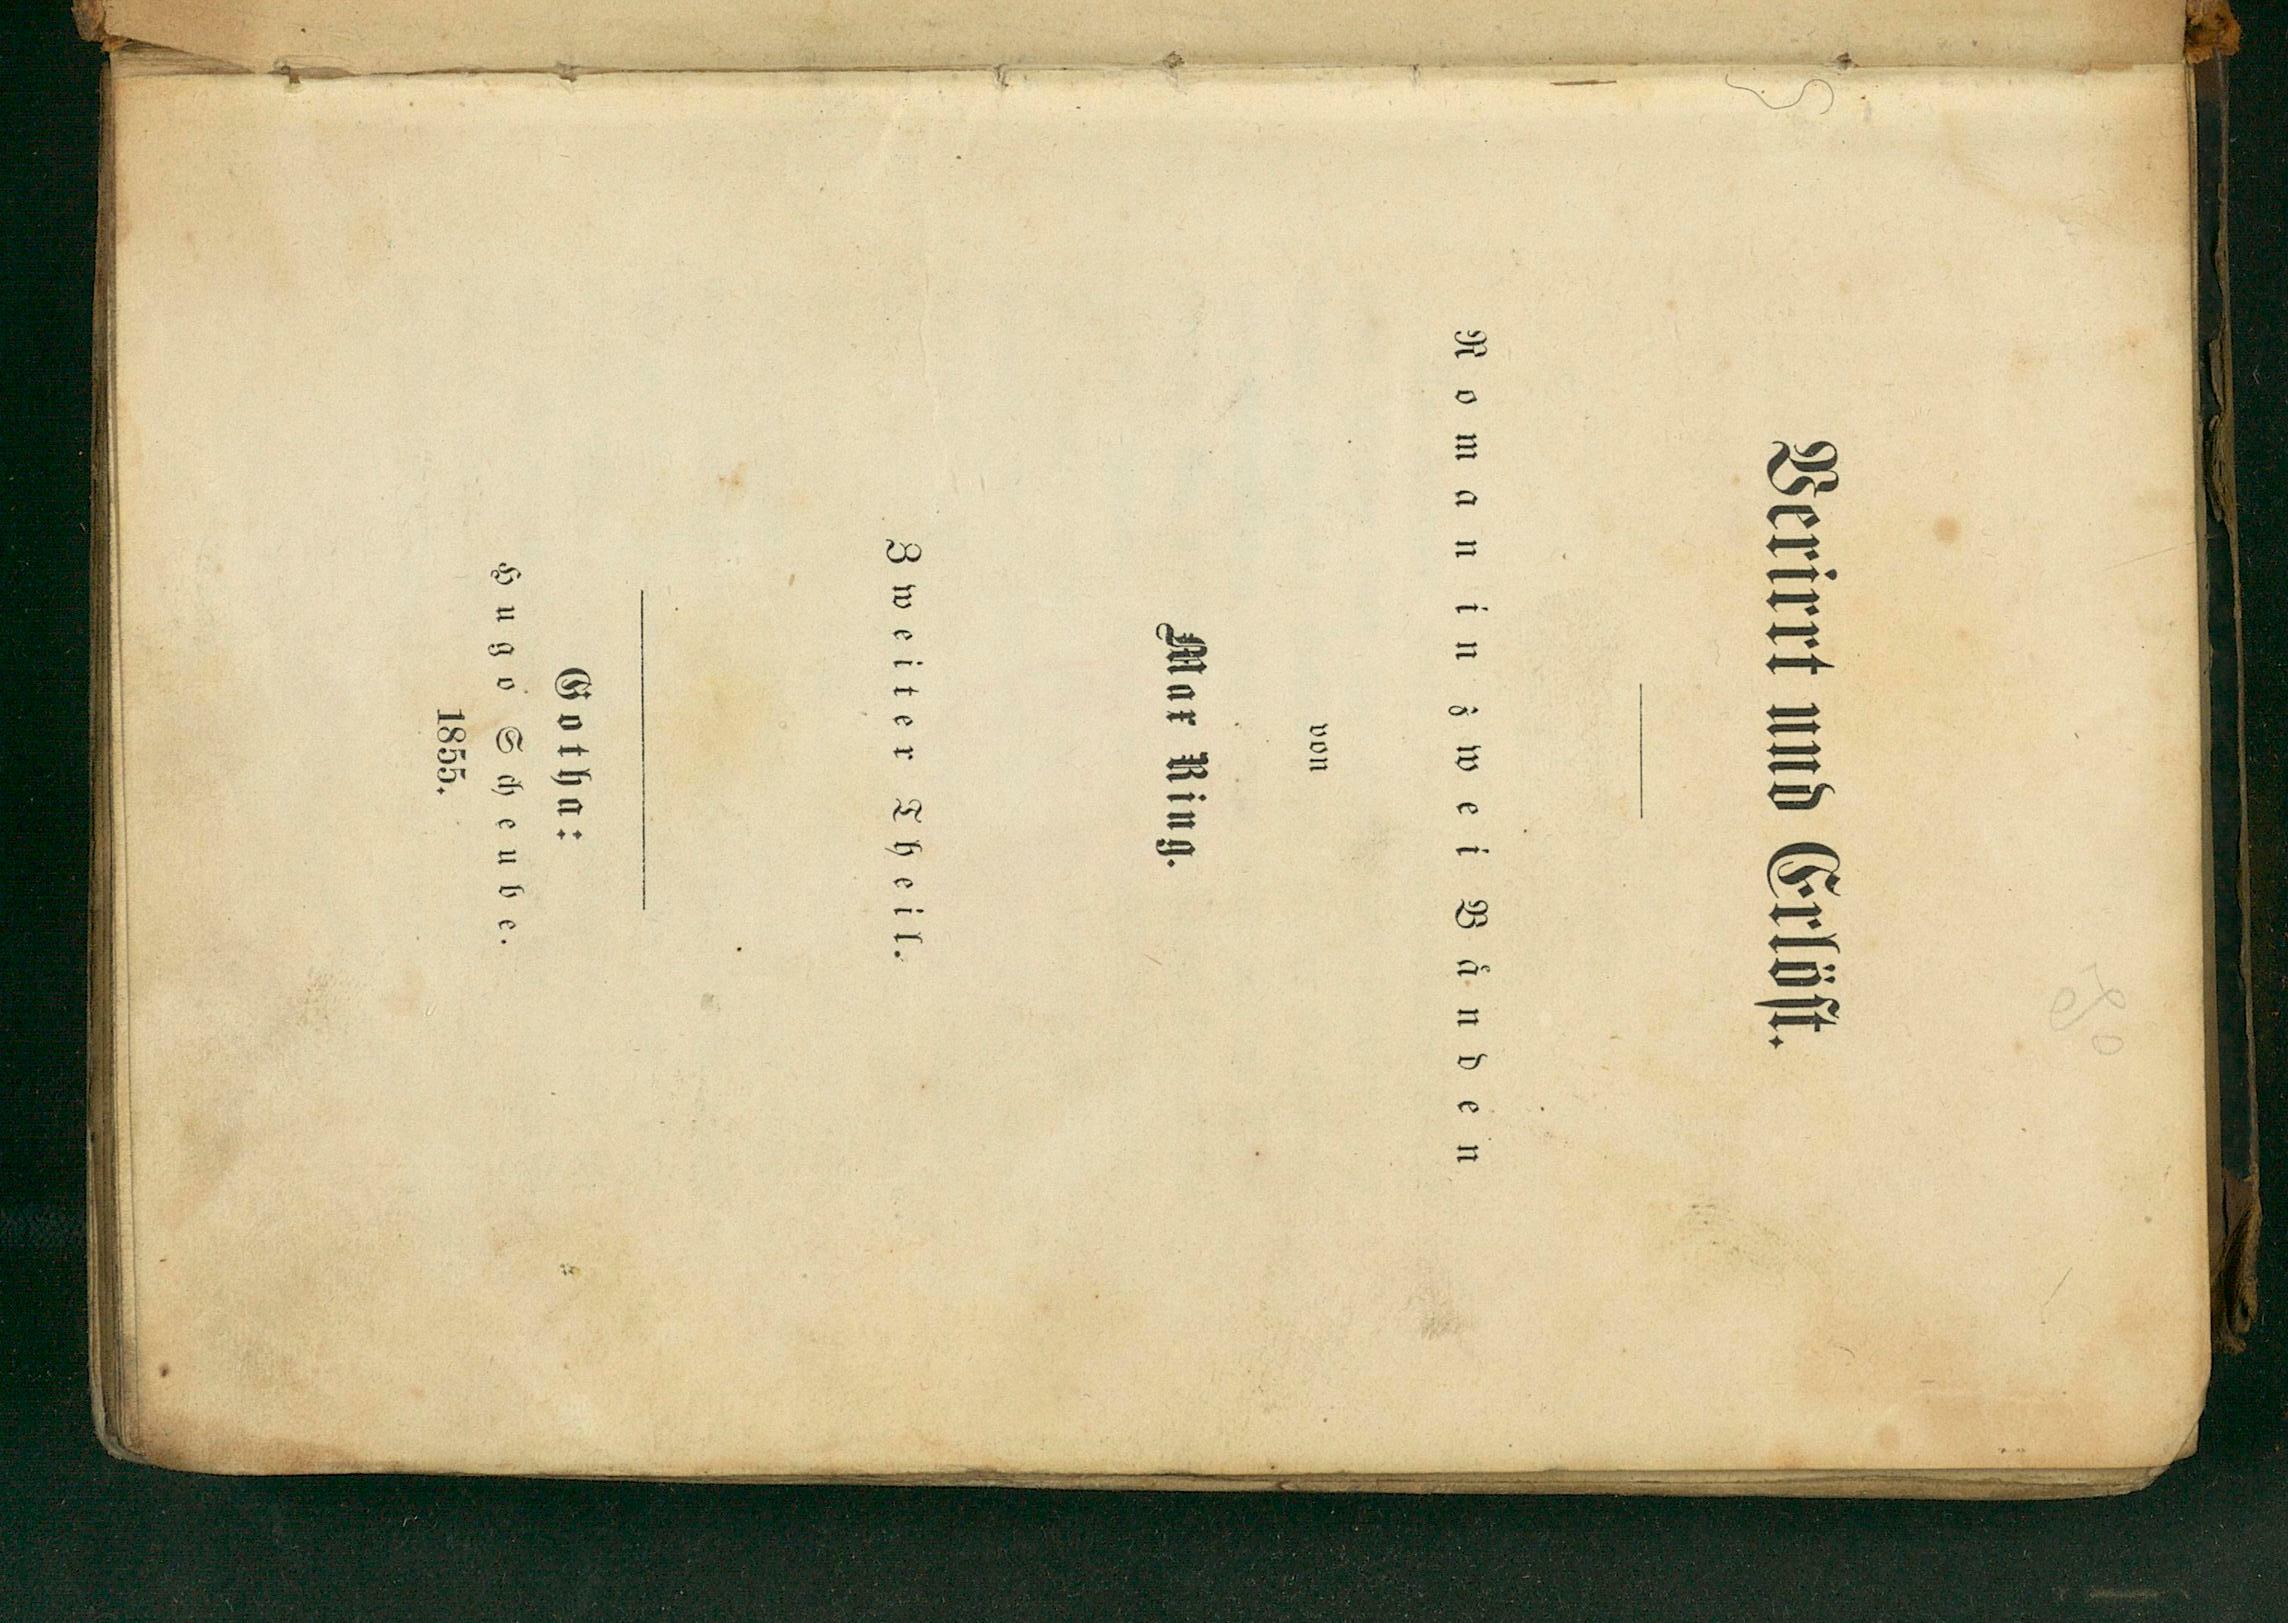 Verirrt und Erlöst.
Roman in zwei Bänden
von
Max Ring.
Zweiter Theil.
Gotha:
Hugo Scheube.
1855.